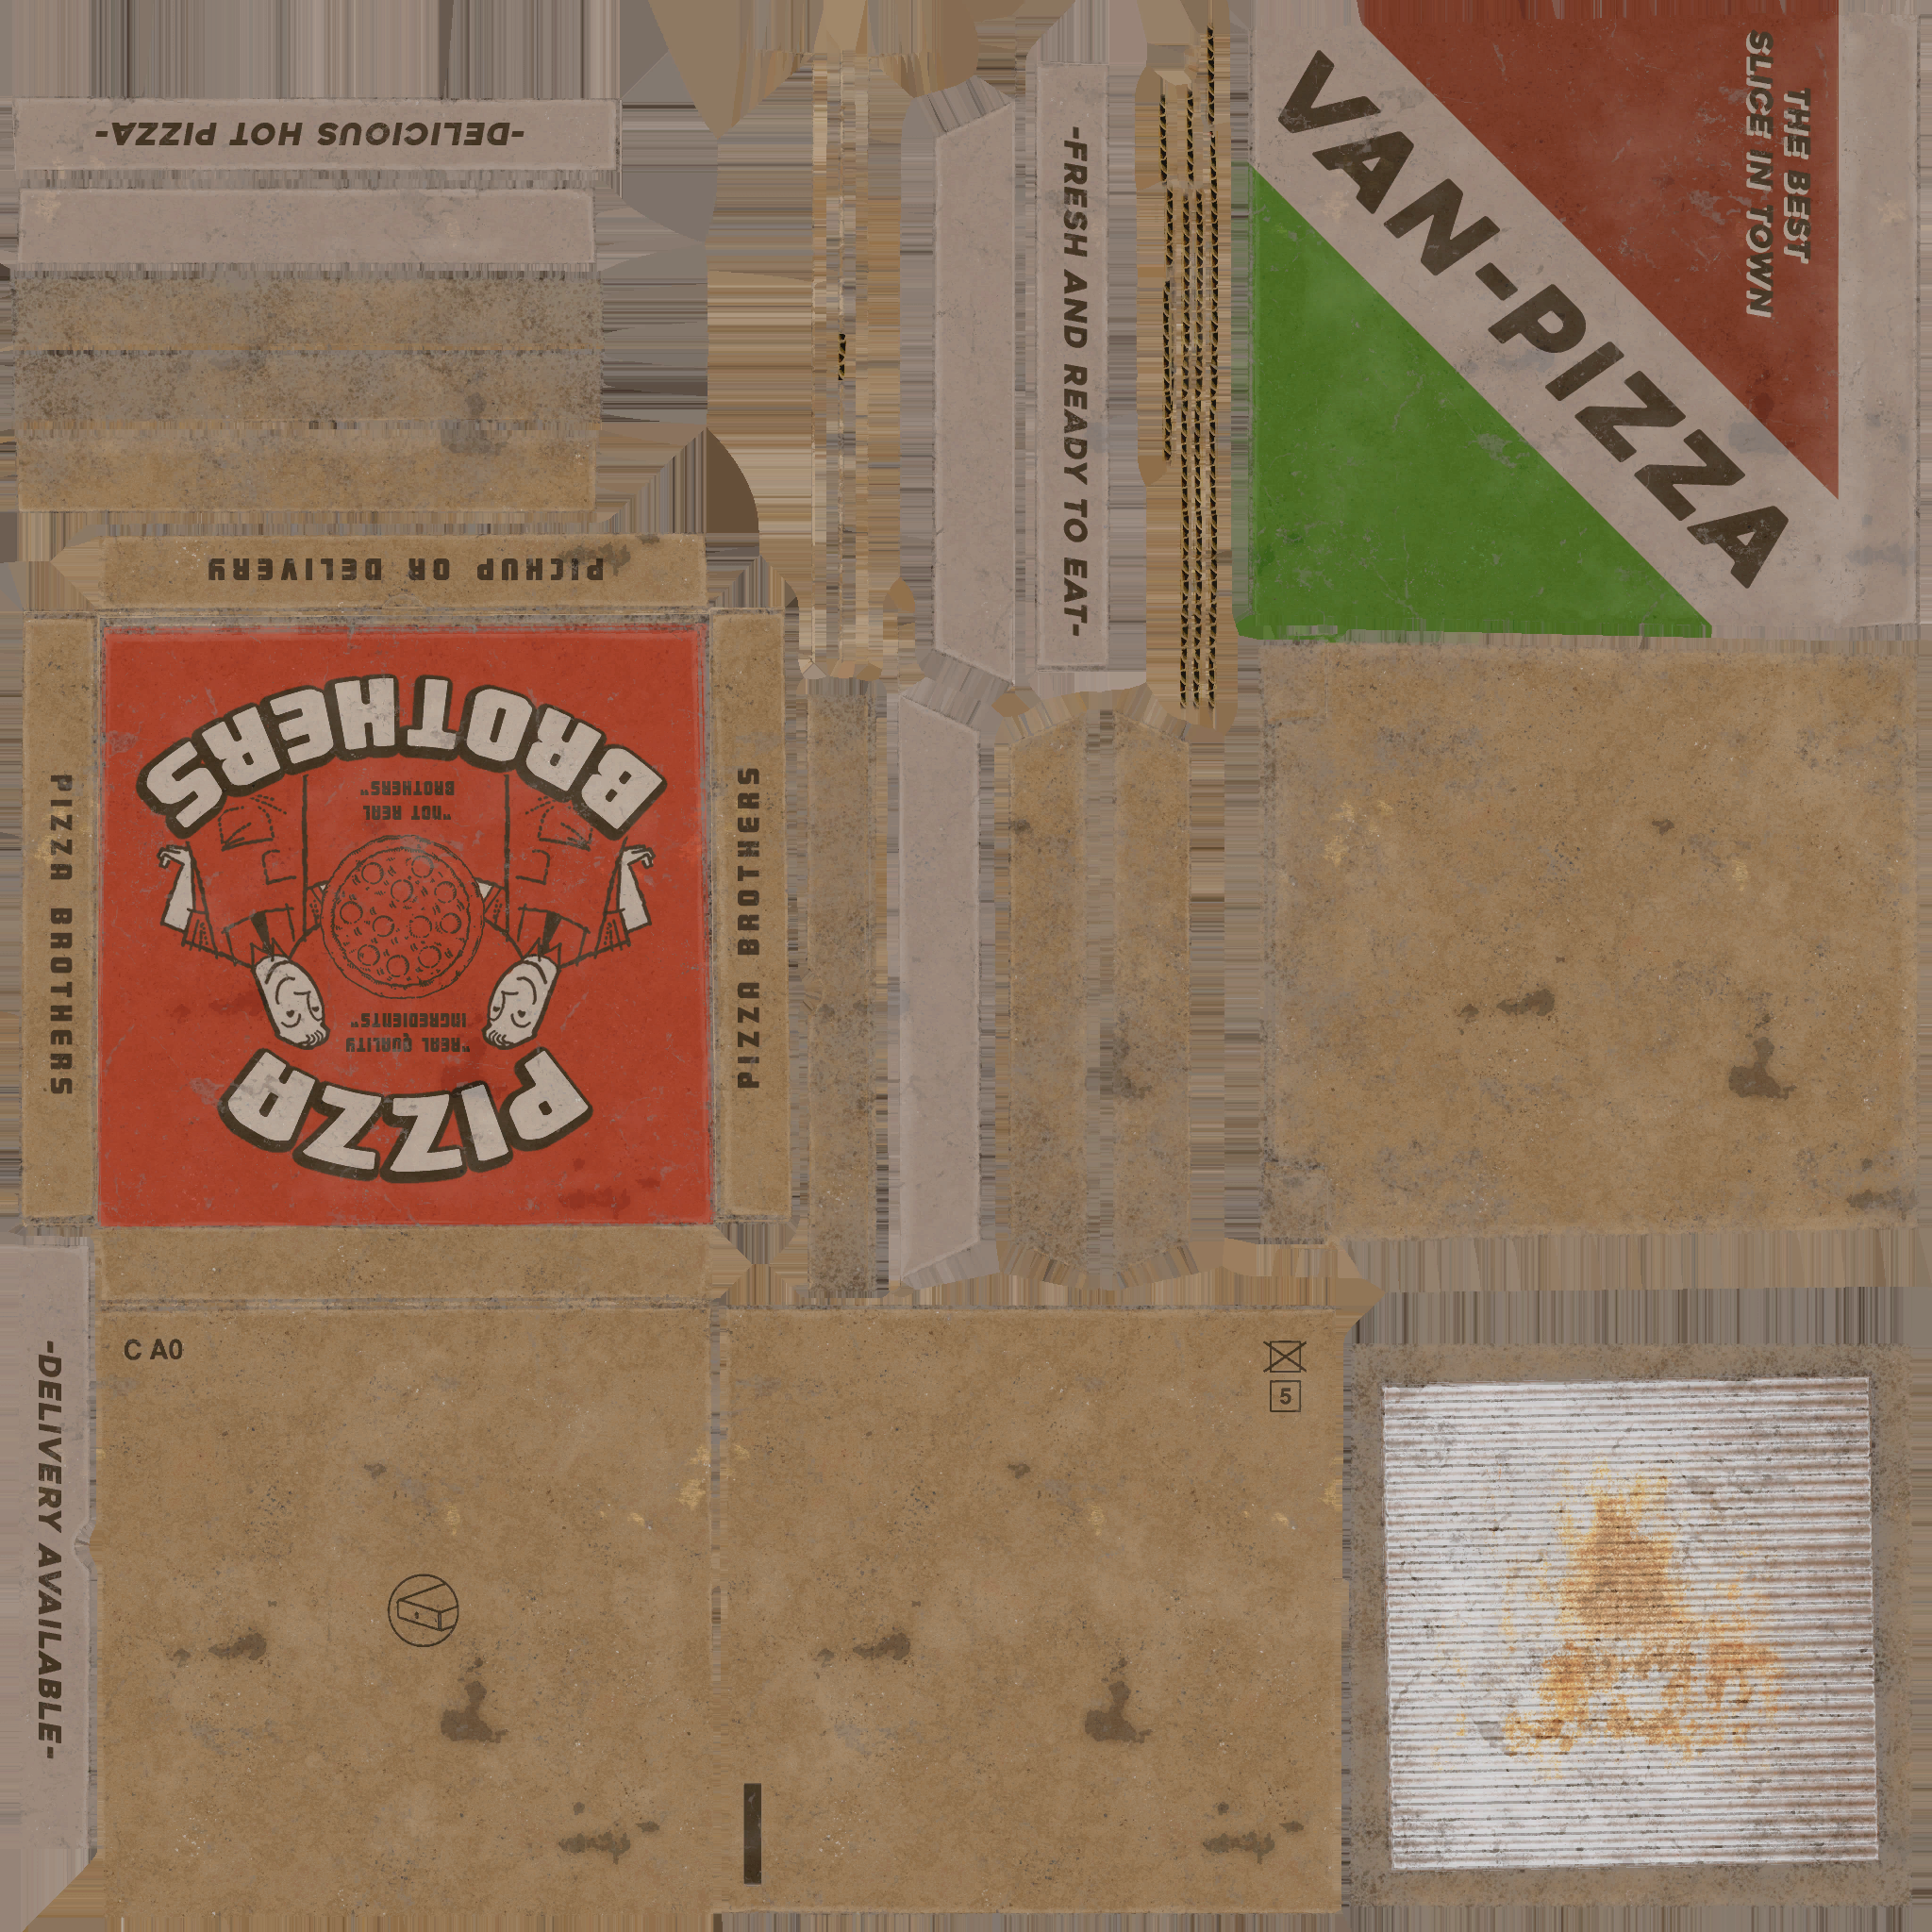 -DELICIOUS HOT PIZZA-
-FRESH AND READY TO EAT-
THE BEST
SLICE IN TOWN
VAN-PIZZA
PICKUP OR DELIVERY
PIZZA BROTHERS
PIZZA
"REAL QUALITY
INGREDIENTS"
"NOT REAL
BROTHERS"
BROTHERS
PIZZA BROTHERS
-DELIVERY AVAILABLE-
C A0
5